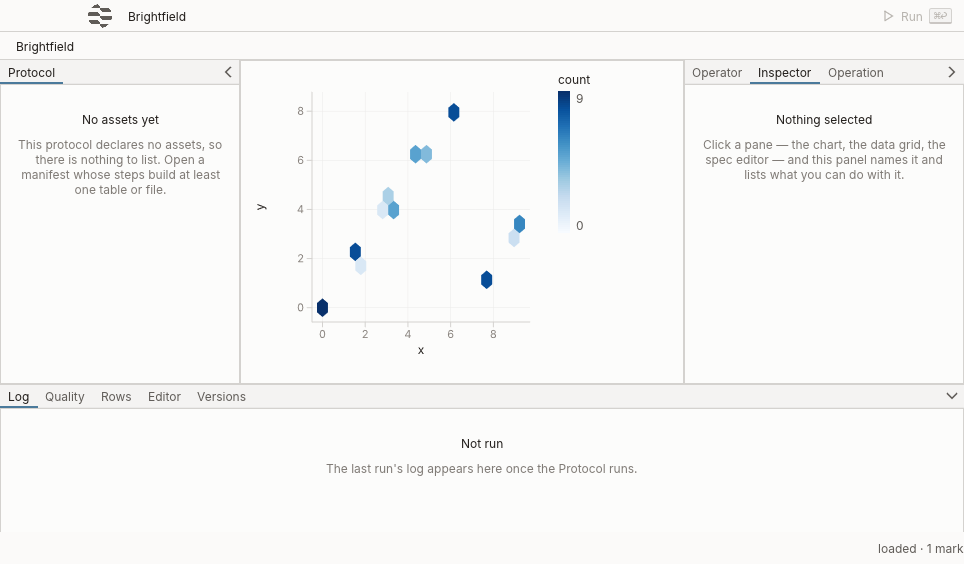 Brightfield
Run ⌘P
Brightfield
Protocol
Operator Inspector Operation
No assets yet
This protocol declares no assets, so
there is nothing to list. Open a
manifest whose steps build at least
one table or file.
count
9
0
8
6
4
2
0
y
0 2 4 6 8
x
Nothing selected
Click a pane — the chart, the data grid, the
spec editor — and this panel names it and
lists what you can do with it.
Log Quality Rows Editor Versions
Not run
The last run's log appears here once the Protocol runs.
loaded · 1 mark